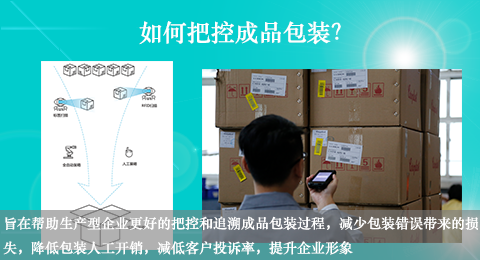 如何把控成品包装?
标签扫描
RFID扫描
全自动装箱
人工装箱
旨在帮助生产型企业更好的把控和追溯成品包装过程，减少包装错误带来的损
失，降低包装人工开销，减低客户投诉率，提升企业形象